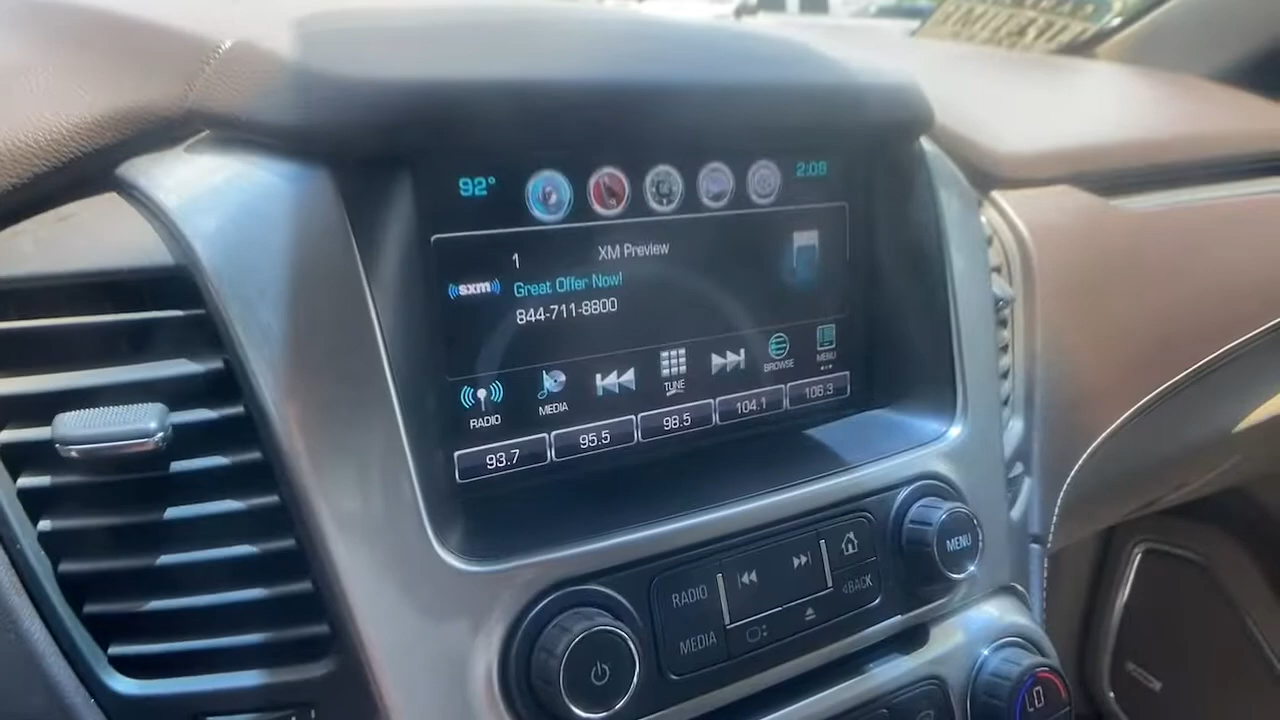 92° 2:08
1 XM Preview
sxm
Great Offer Now!
844-711-8800
RADIO MEDIA TUNE BROWSE MENU
93.7 95.5 98.5 104.1 106.3
RADIO
MEDIA
BACK
MENU
LO